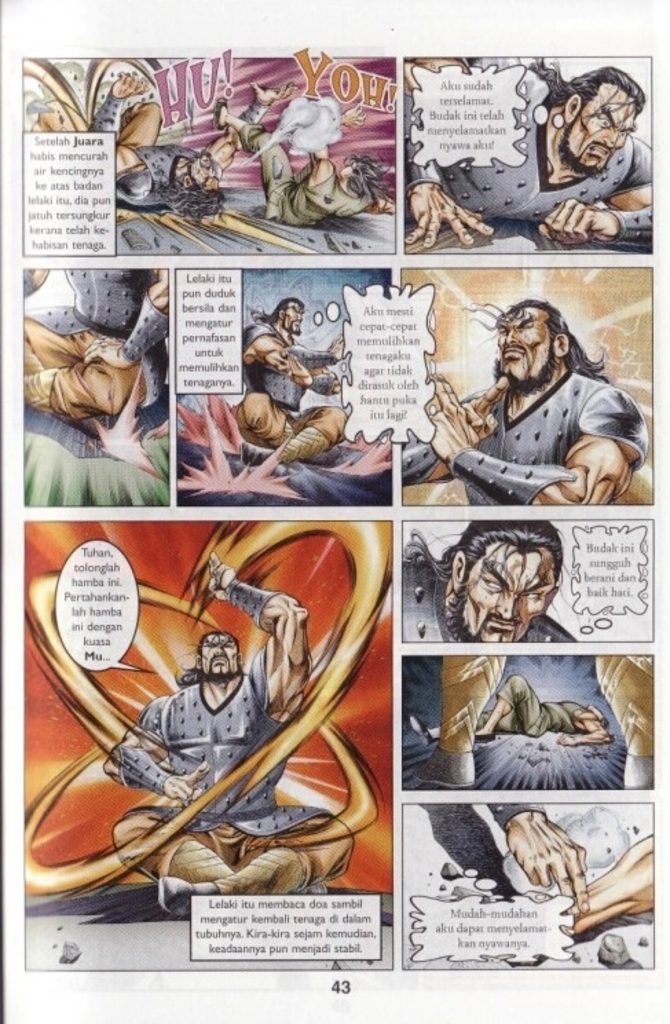 HU! YOH!
Setelah Juara
habis mencurah
air kencingnya
ke atas badan
lelaki itu, dia pun
jatuh tersungkur
kerana telah ke-
habisan tenaga.
Aku sudah
terselamat.
Budak ini telah
menyelamatkan
nyawa aku!
Lelaki itu
pun duduk
bersila dan
mengatur
pernafasan
untuk
memulihkan
tenaganya.
Aku mesti
cepat-cepat
memulihkan
tenagaku
agar tidak
dirasuk oleh
hantu puka
itu lagi!
Tuhan,
tolonglah
hamba ini.
Pertahankan-
lah hamba
ini dengan
kuasa
Mu...
Lelaki itu membaca doa sambil
mengatur kembali tenaga di dalam
tubuhnya. Kira-kira sejam kemudian,
keadaannya pun menjadi stabil.
Budak ini
sungguh
berani dan
baik hati.
Mudah-mudahan
aku dapat menyelamat-
kan nyawanya.
43